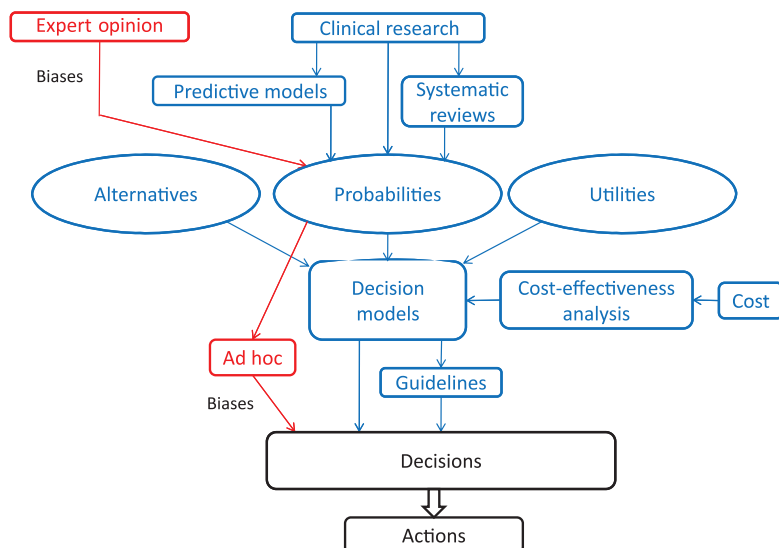 Expert opinion
Clinical research
Biases
Predictive models
Systematic
reviews
Alternatives
Probabilities
Utilities
Decision
models
Cost-effectiveness
analysis
Cost
Ad hoc
Guidelines
Biases
Decisions
Actions